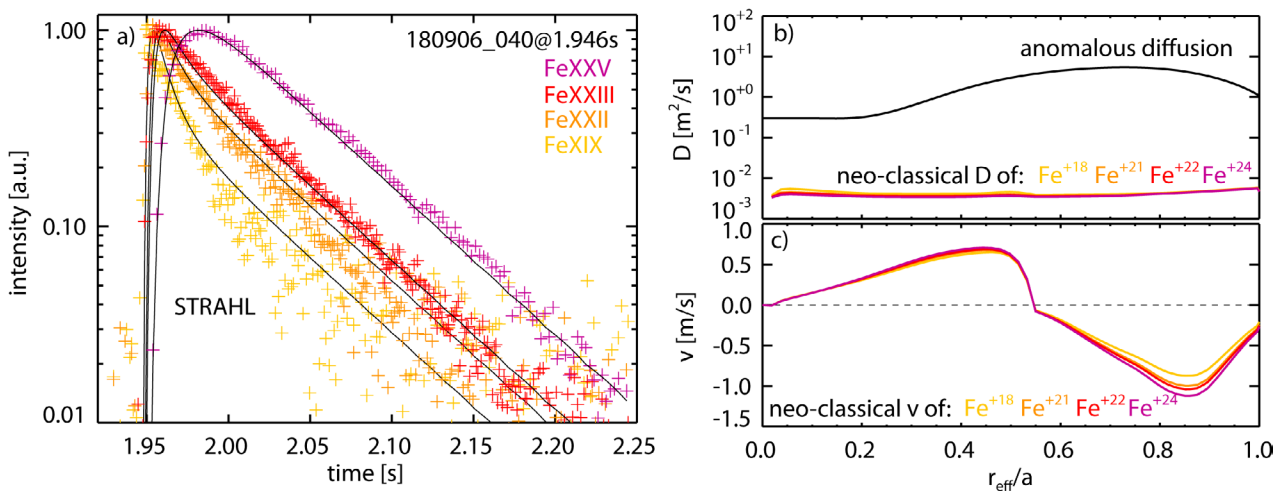 a)
180906_040@1.946s
FeXXV
FeXXIII
FeXXII
FeXIX
STRAHL
intensity [a.u.]
1.00
0.10
0.01
1.95 2.00 2.05 2.10 2.15 2.20 2.25
time [s]
b)
anomalous diffusion
neo-classical D of: Fe+18 Fe+21 Fe+22 Fe+24
D [m2/s]
10+2
10+1
10+0
10-1
10-2
10-3
c)
neo-classical v of: Fe+18 Fe+21 Fe+22 Fe+24
v [m/s]
1.0
0.5
0.0
-0.5
-1.0
-1.5
0.0 0.2 0.4 0.6 0.8 1.0
reff/a